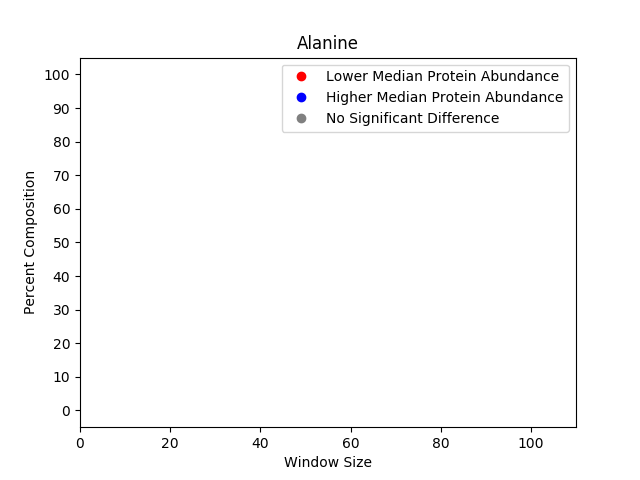 Alanine
Lower Median Protein Abundance
Higher Median Protein Abundance
No Significant Difference
Percent Composition
100
90
80
70
60
50
40
30
20
10
0
0 20 40 60 80 100
Window Size